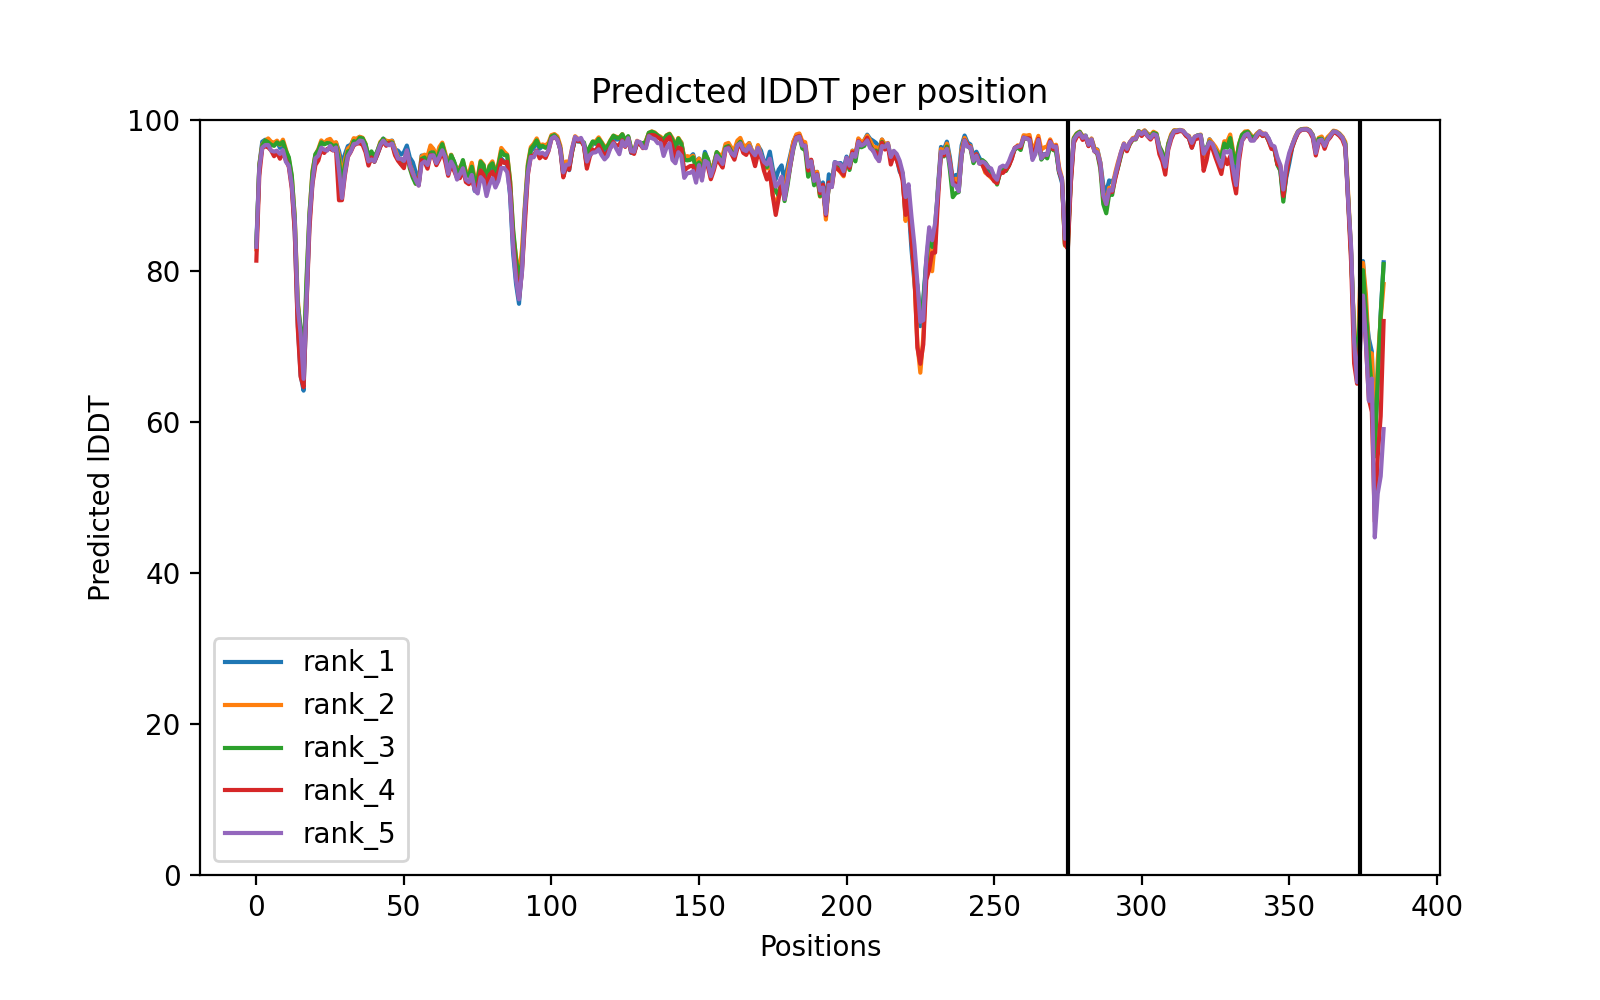 Predicted lDDT per position
100
80
60
40
20
0
Predicted lDDT
rank_1
rank_2
rank_3
rank_4
rank_5
0 50 100 150 200 250 300 350 400
Positions